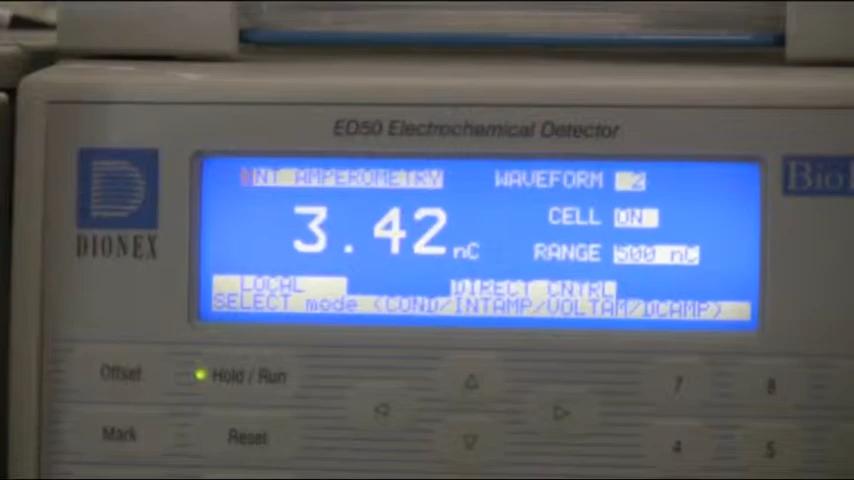 ED50 Electrochemical Detector
DIONEX
INT AMPEROMETRY
WAVEFORM 2
3.42 nC
CELL ON
RANGE 500 nC
LOCAL
DIRECT CNTRL
SELECT mode (COND/INTAMP/VOLTAM/DCAMP)
Offset
Hold / Run
7
8
Mark
Reset
4
5